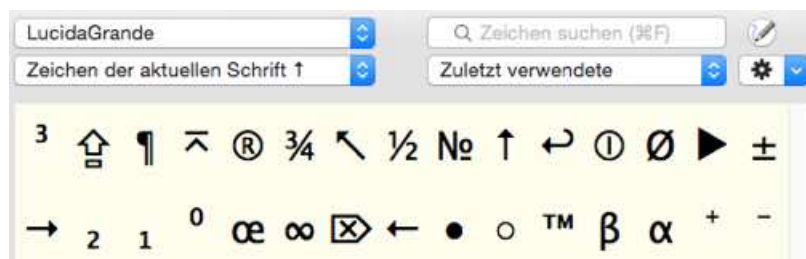 LucidaGrande
Zeichen suchen (⌘F)
Zeichen der aktuellen Schrift ↑
Zuletzt verwendete
³ ⇪ ¶ ⌅ ® ¾ ↖ ½ № ↑ ↩ ⦶ Ø ▶ ±
→ ₂ ₁ ⁰ œ ∞ ⌦ ← ● ○ ™ β α ⁺ ⁻